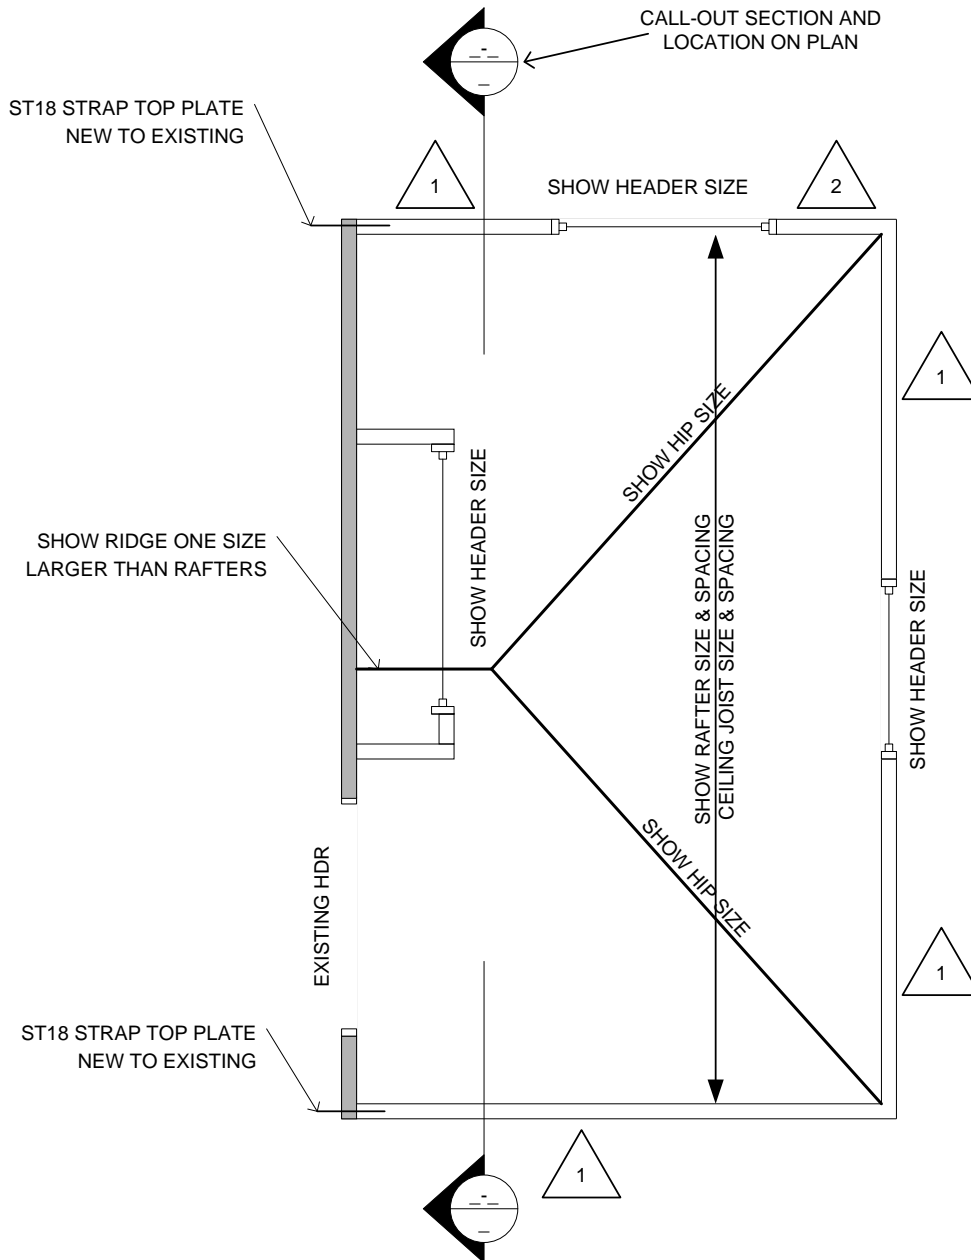 CALL-OUT SECTION AND
LOCATION ON PLAN
ST18 STRAP TOP PLATE
NEW TO EXISTING
1
SHOW HEADER SIZE
2
1
SHOW HIP SIZE
SHOW HEADER SIZE
SHOW RIDGE ONE SIZE
LARGER THAN RAFTERS
SHOW RAFTER SIZE & SPACING
CEILING JOIST SIZE & SPACING
SHOW HEADER SIZE
SHOW HIP SIZE
EXISTING HDR
1
ST18 STRAP TOP PLATE
NEW TO EXISTING
1